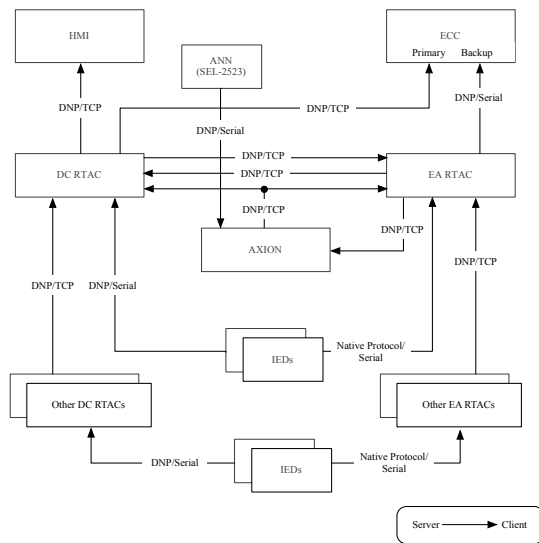 HMI
ECC
Primary
Backup
ANN
(SEL-2523)
DNP/TCP
DNP/Serial
DNP/TCP
DNP/Serial
DNP/TCP
DC RTAC
DNP/TCP
EA RTAC
DNP/TCP
DNP/TCP
AXION
DNP/TCP
DNP/TCP
DNP/Serial
IEDs
Native Protocol/
Serial
Other DC RTACs
Other EA RTACs
DNP/Serial
IEDs
Native Protocol/
Serial
Server
Client